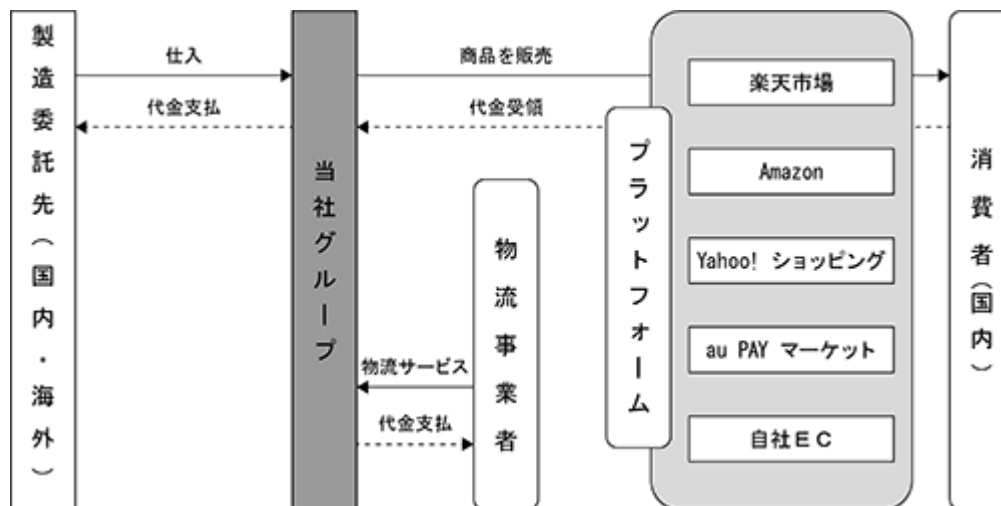 製造委託先(国内・海外)
仕入
代金支払
当社グループ
商品を販売
代金受領
物流事業者
物流サービス
代金支払
プラットフォーム
楽天市場
Amazon
Yahoo! ショッピング
au PAY マーケット
自社EC
消費者(国内)